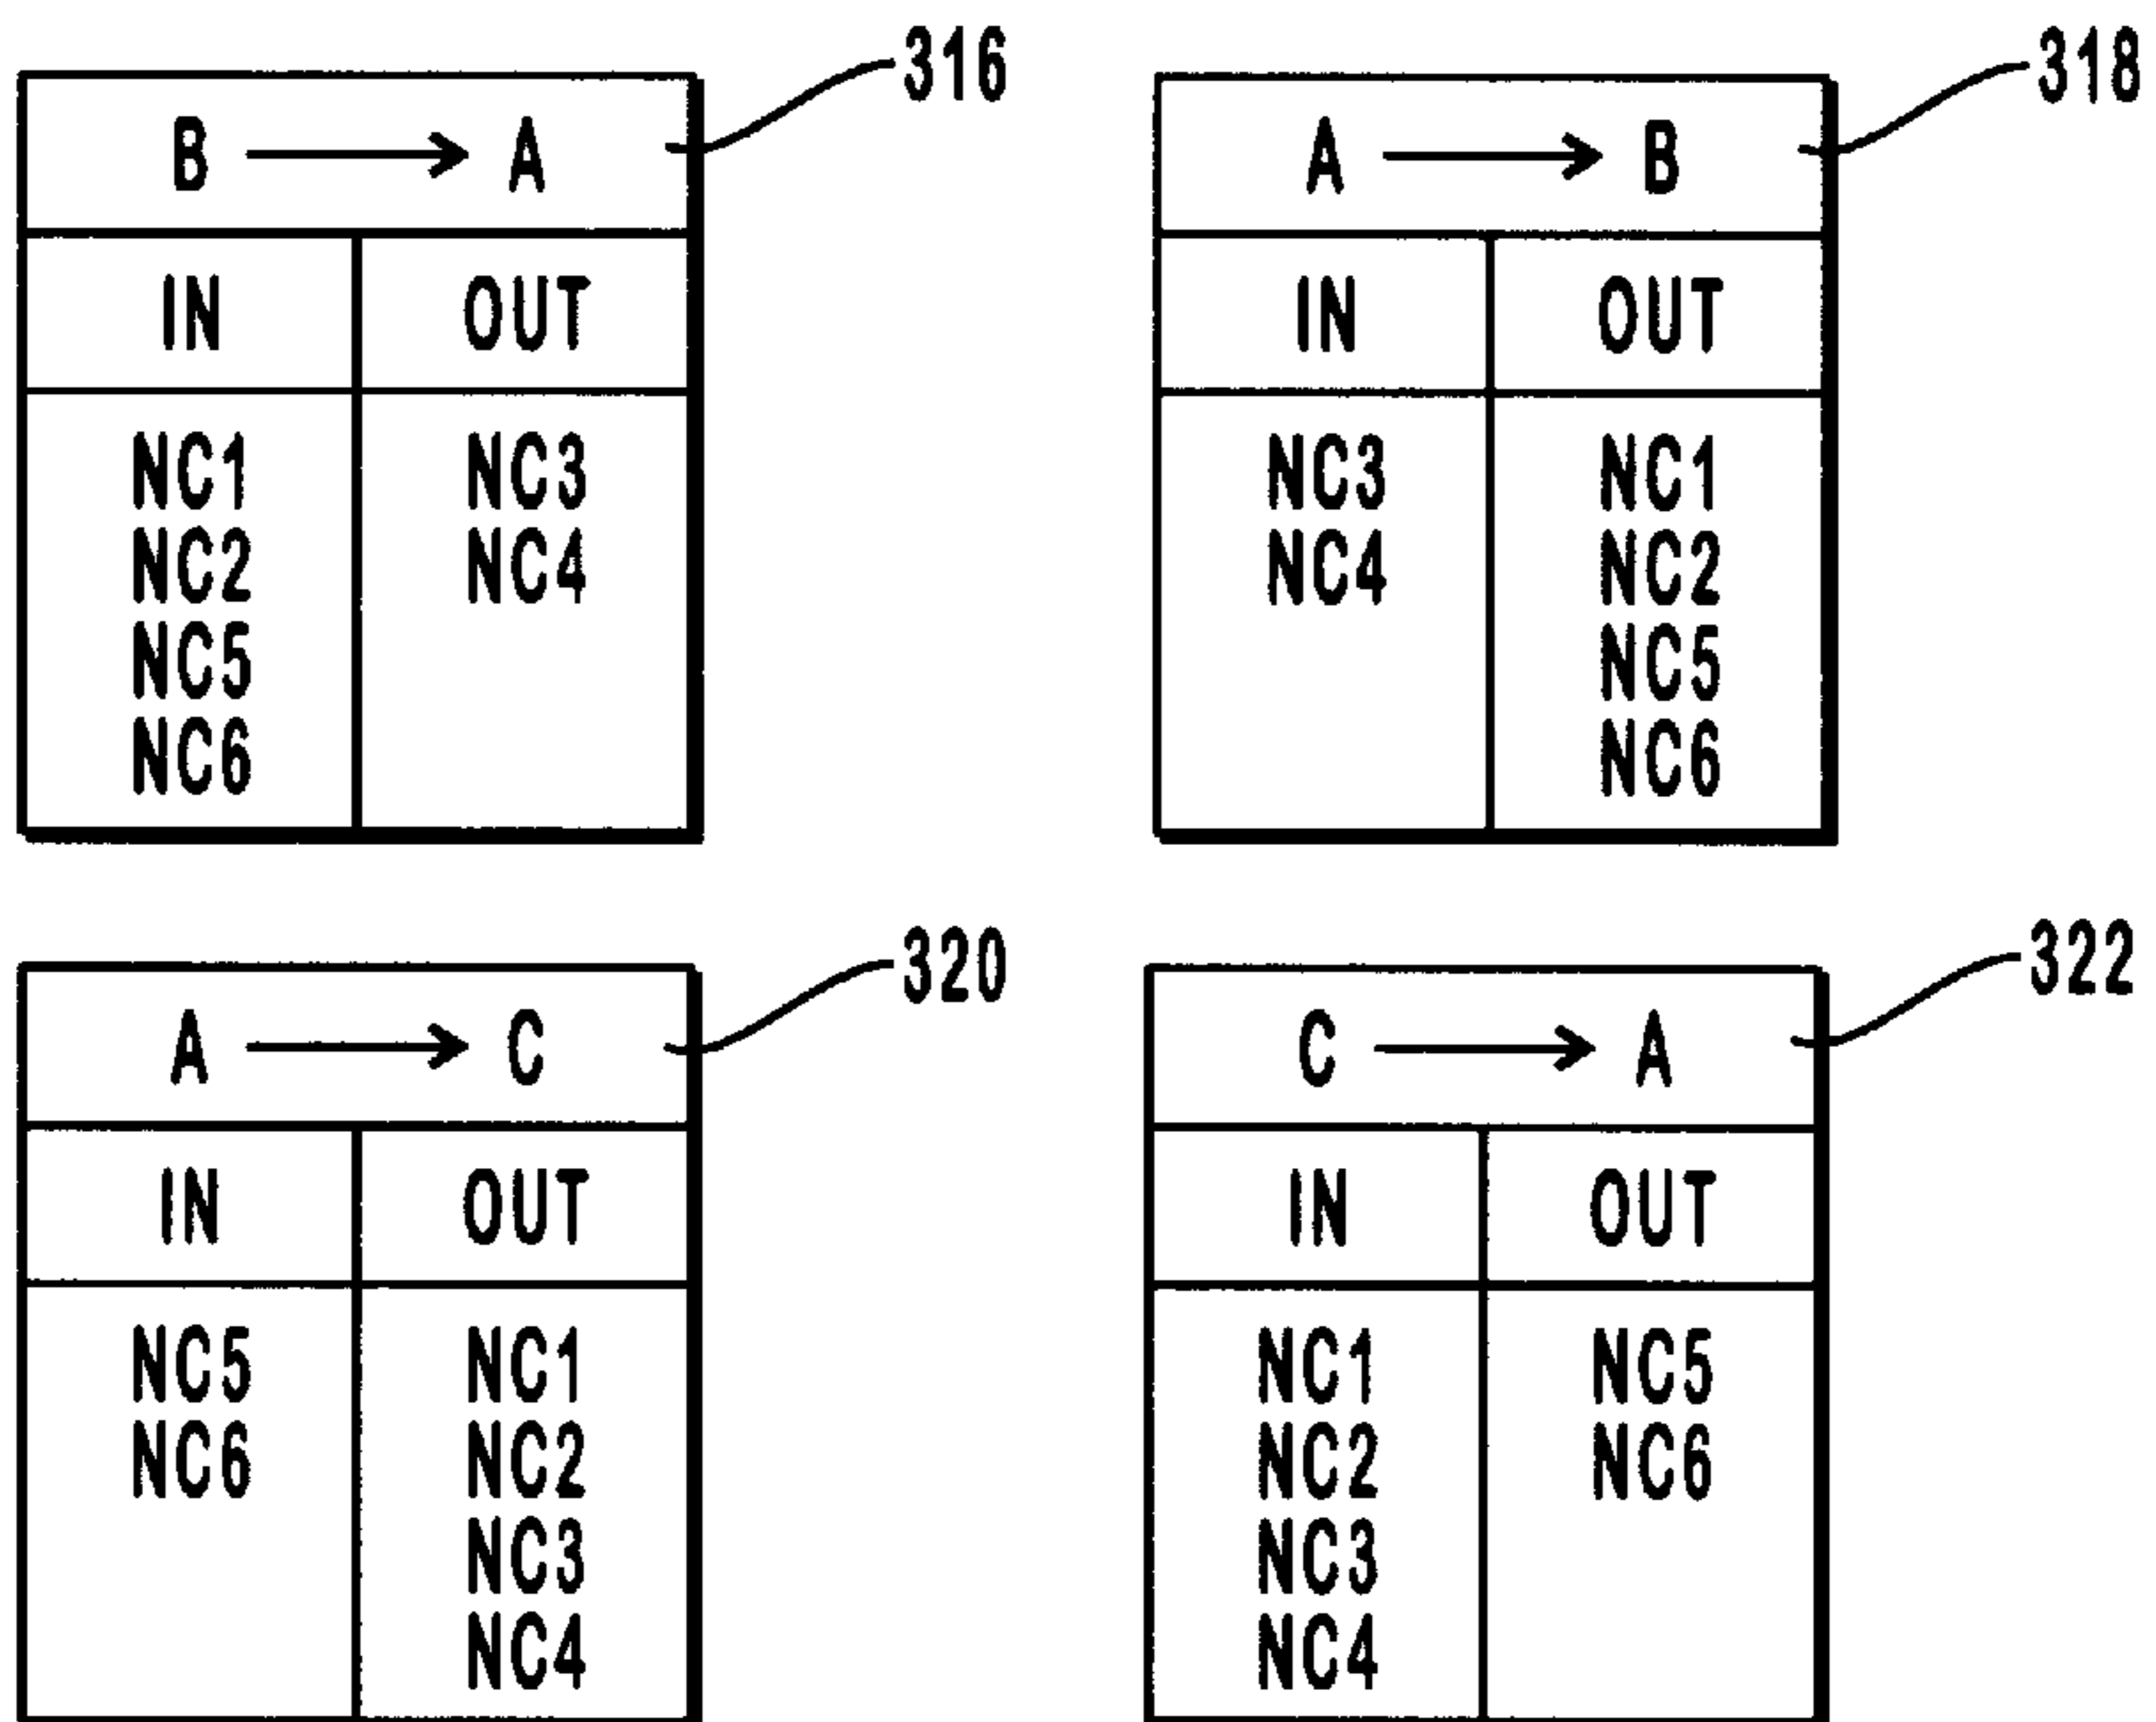 316
B → A
IN OUT
NC1 NC3
NC2 NC4
NC5
NC6
318
A → B
IN OUT
NC3 NC1
NC4 NC2
NC5
NC6
320
A → C
IN OUT
NC5 NC1
NC6 NC2
NC3
NC4
322
C → A
IN OUT
NC1 NC5
NC2 NC6
NC3
NC4